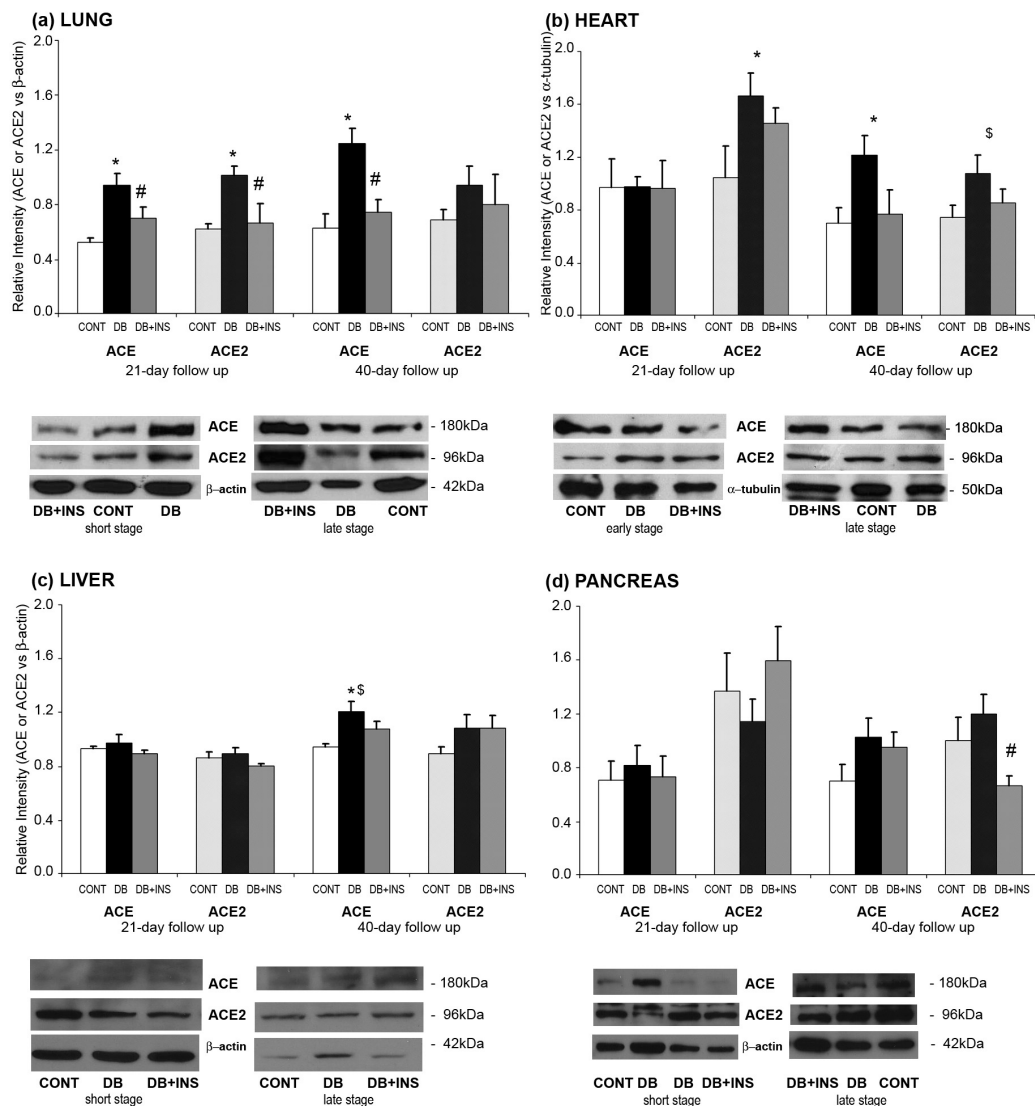 (a) LUNG
Relative Intensity (ACE or ACE2 vs β-actin)
2.0
1.6
1.2
0.8
0.4
0.0
* # * # * #
CONT DB DB+INS CONT DB DB+INS CONT DB DB+INS CONT DB DB+INS
ACE ACE2 ACE ACE2
21-day follow up 40-day follow up
ACE - 180kDa
ACE2 - 96kDa
β-actin - 42kDa
DB+INS CONT DB DB+INS DB CONT
short stage late stage
(b) HEART
Relative Intensity (ACE or ACE2 vs α-tubulin)
2.0
1.6
1.2
0.8
0.4
0.0
* * $
CONT DB DB+INS CONT DB DB+INS CONT DB DB+INS CONT DB DB+INS
ACE ACE2 ACE ACE2
21-day follow up 40-day follow up
ACE - 180kDa
ACE2 - 96kDa
α-tubulin - 50kDa
CONT DB DB+INS DB+INS CONT DB
early stage late stage
(c) LIVER
Relative Intensity (ACE or ACE2 vs β-actin)
2.0
1.6
1.2
0.8
0.4
0.0
*$
CONT DB DB+INS CONT DB DB+INS CONT DB DB+INS CONT DB DB+INS
ACE ACE2 ACE ACE2
21-day follow up 40-day follow up
ACE - 180kDa
ACE2 - 96kDa
β-actin - 42kDa
CONT DB DB+INS CONT DB DB+INS
short stage late stage
(d) PANCREAS
2.0
1.6
1.2
0.8
0.4
0.0
#
CONT DB DB+INS CONT DB DB+INS CONT DB DB+INS CONT DB DB+INS
ACE ACE2 ACE ACE2
21-day follow up 40-day follow up
ACE - 180kDa
ACE2 - 96kDa
β-actin - 42kDa
CONT DB DB DB+INS DB+INS DB CONT
short stage late stage